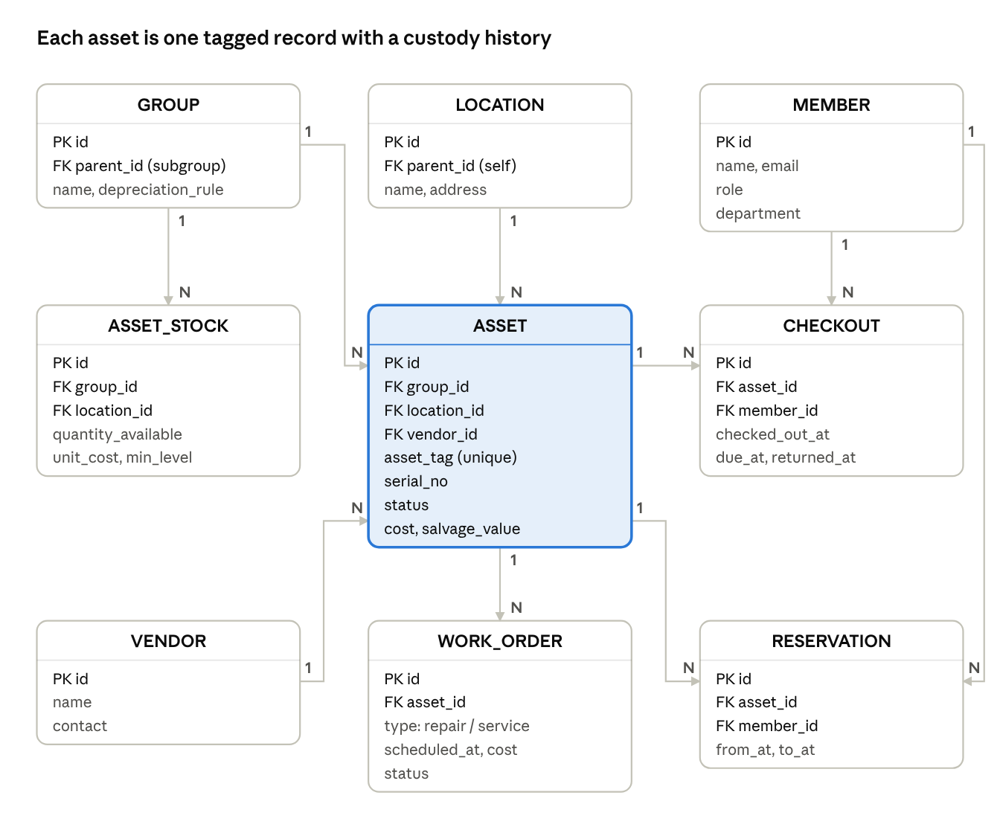 Each asset is one tagged record with a custody history
GROUP
PK id
FK parent_id (subgroup)
name, depreciation_rule
1
1
N
LOCATION
PK id
FK parent_id (self)
name, address
1
N
MEMBER
PK id
name, email
role
department
1
1
N
ASSET_STOCK
PK id
FK group_id
FK location_id
quantity_available
unit_cost, min_level
N
ASSET
PK id
FK group_id
FK location_id
FK vendor_id
asset_tag (unique)
serial_no
status
cost, salvage_value
1
N
CHECKOUT
PK id
FK asset_id
FK member_id
checked_out_at
due_at, returned_at
N
1
1
N
VENDOR
PK id
name
contact
1
WORK_ORDER
PK id
FK asset_id
type: repair / service
scheduled_at, cost
status
N
RESERVATION
PK id
FK asset_id
FK member_id
from_at, to_at
N